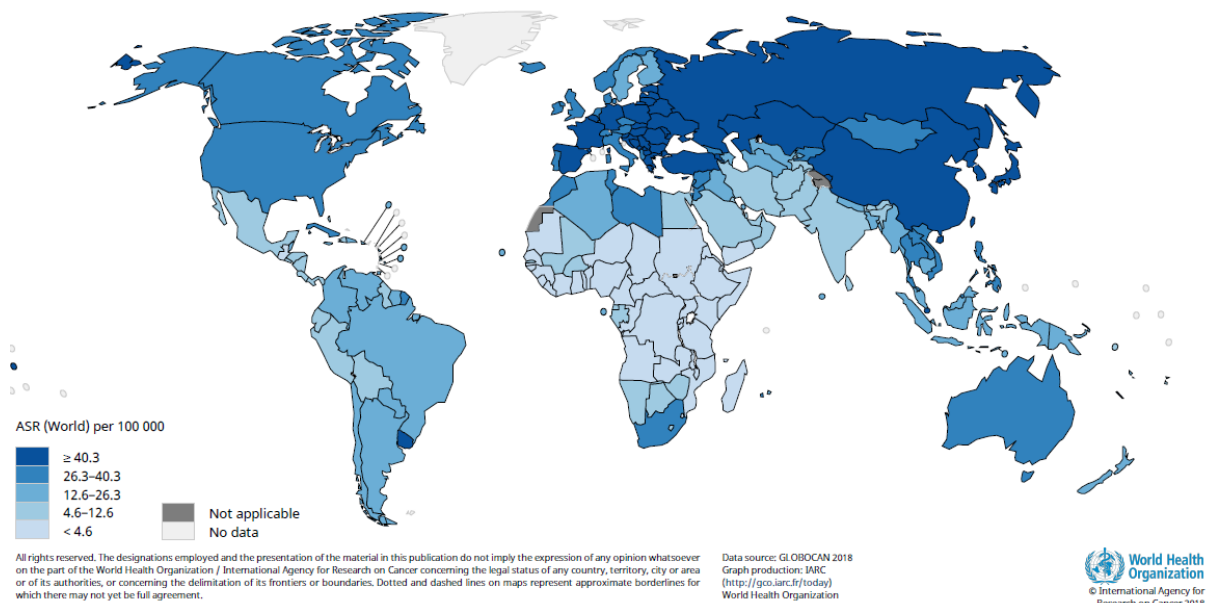 ASR (World) per 100 000
≥ 40.3
26.3–40.3
12.6–26.3
4.6–12.6
< 4.6
Not applicable
No data
All rights reserved. The designations employed and the presentation of the material in this publication do not imply the expression of any opinion whatsoever
on the part of the World Health Organization / International Agency for Research on Cancer concerning the legal status of any country, territory, city or area
or of its authorities, or concerning the delimitation of its frontiers or boundaries. Dotted and dashed lines on maps represent approximate borderlines for
which there may not yet be full agreement.
Data source: GLOBOCAN 2018
Graph production: IARC
(http://gco.iarc.fr/today)
World Health Organization
World Health
Organization
© International Agency for
Research on Cancer 2018